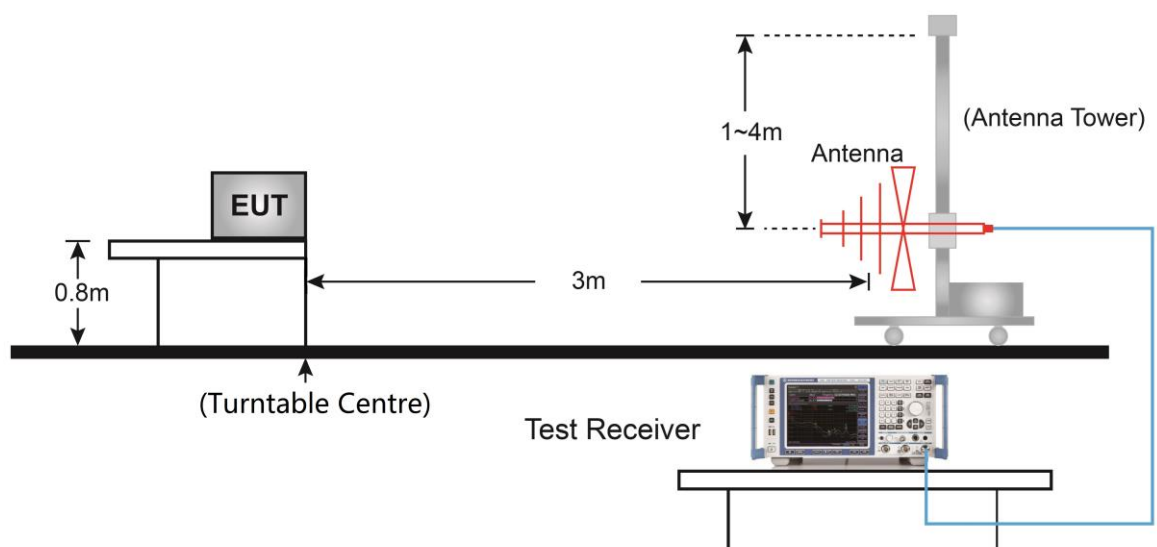 1~4m
(Antenna Tower)
Antenna
EUT
0.8m
3m
(Turntable Centre)
Test Receiver